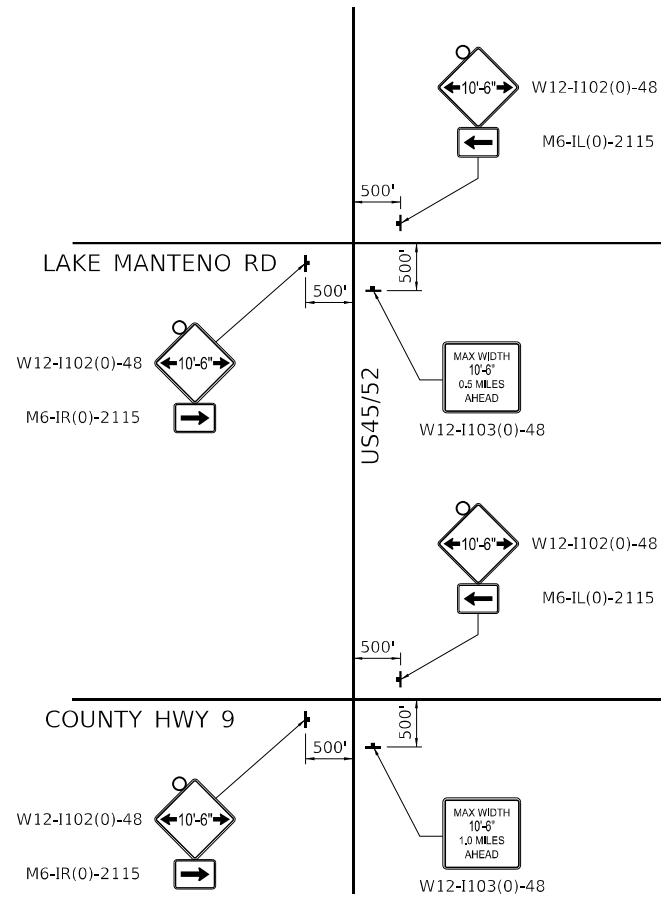 10'-6"
W12-I102(0)-48
M6-IL(0)-2115
500'
LAKE MANTENO RD
500'
500'
W12-I102(0)-48
10'-6"
M6-IR(0)-2115
MAX WIDTH
10'-6"
0.5 MILES
AHEAD
W12-I103(0)-48
US45/52
10'-6"
W12-I102(0)-48
M6-IL(0)-2115
500'
COUNTY HWY 9
500'
500'
W12-I102(0)-48
10'-6"
M6-IR(0)-2115
MAX WIDTH
10'-6"
1.0 MILES
AHEAD
W12-I103(0)-48